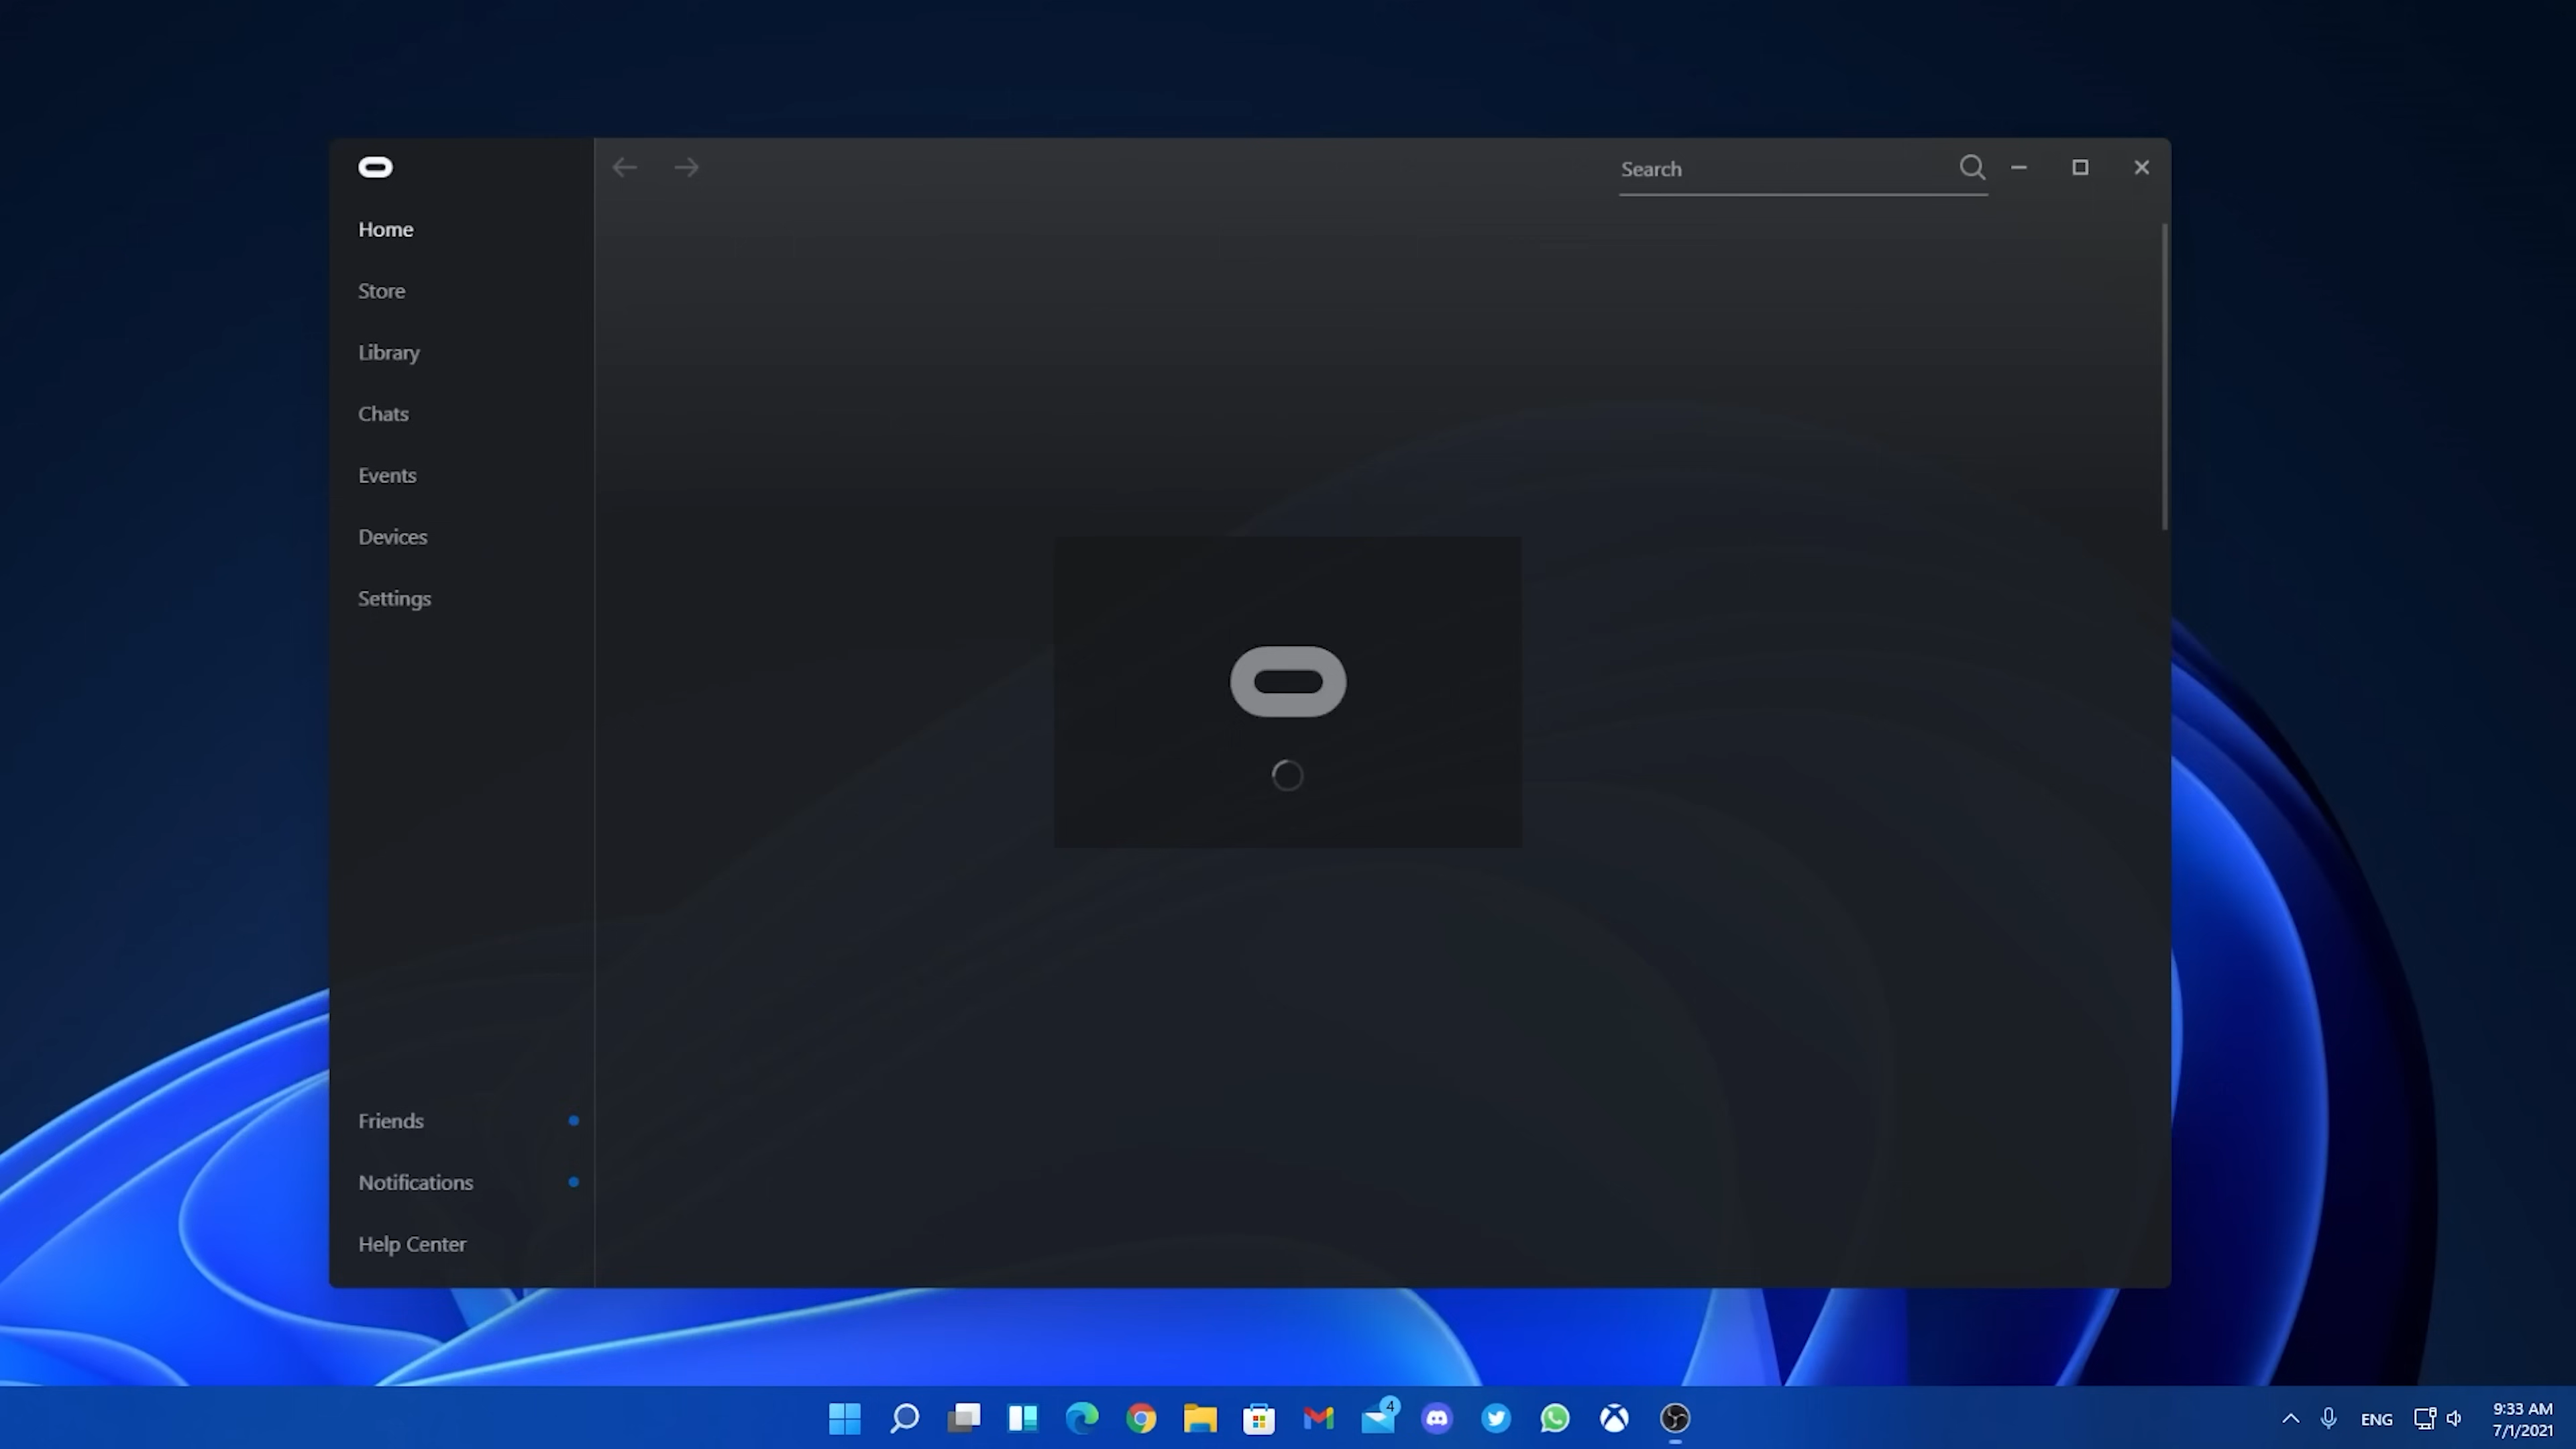 Search
Home
Store
Library
Chats
Events
Devices
Settings
Friends
Notifications
Help Center
4
ENG
9:33 AM
7/1/2021